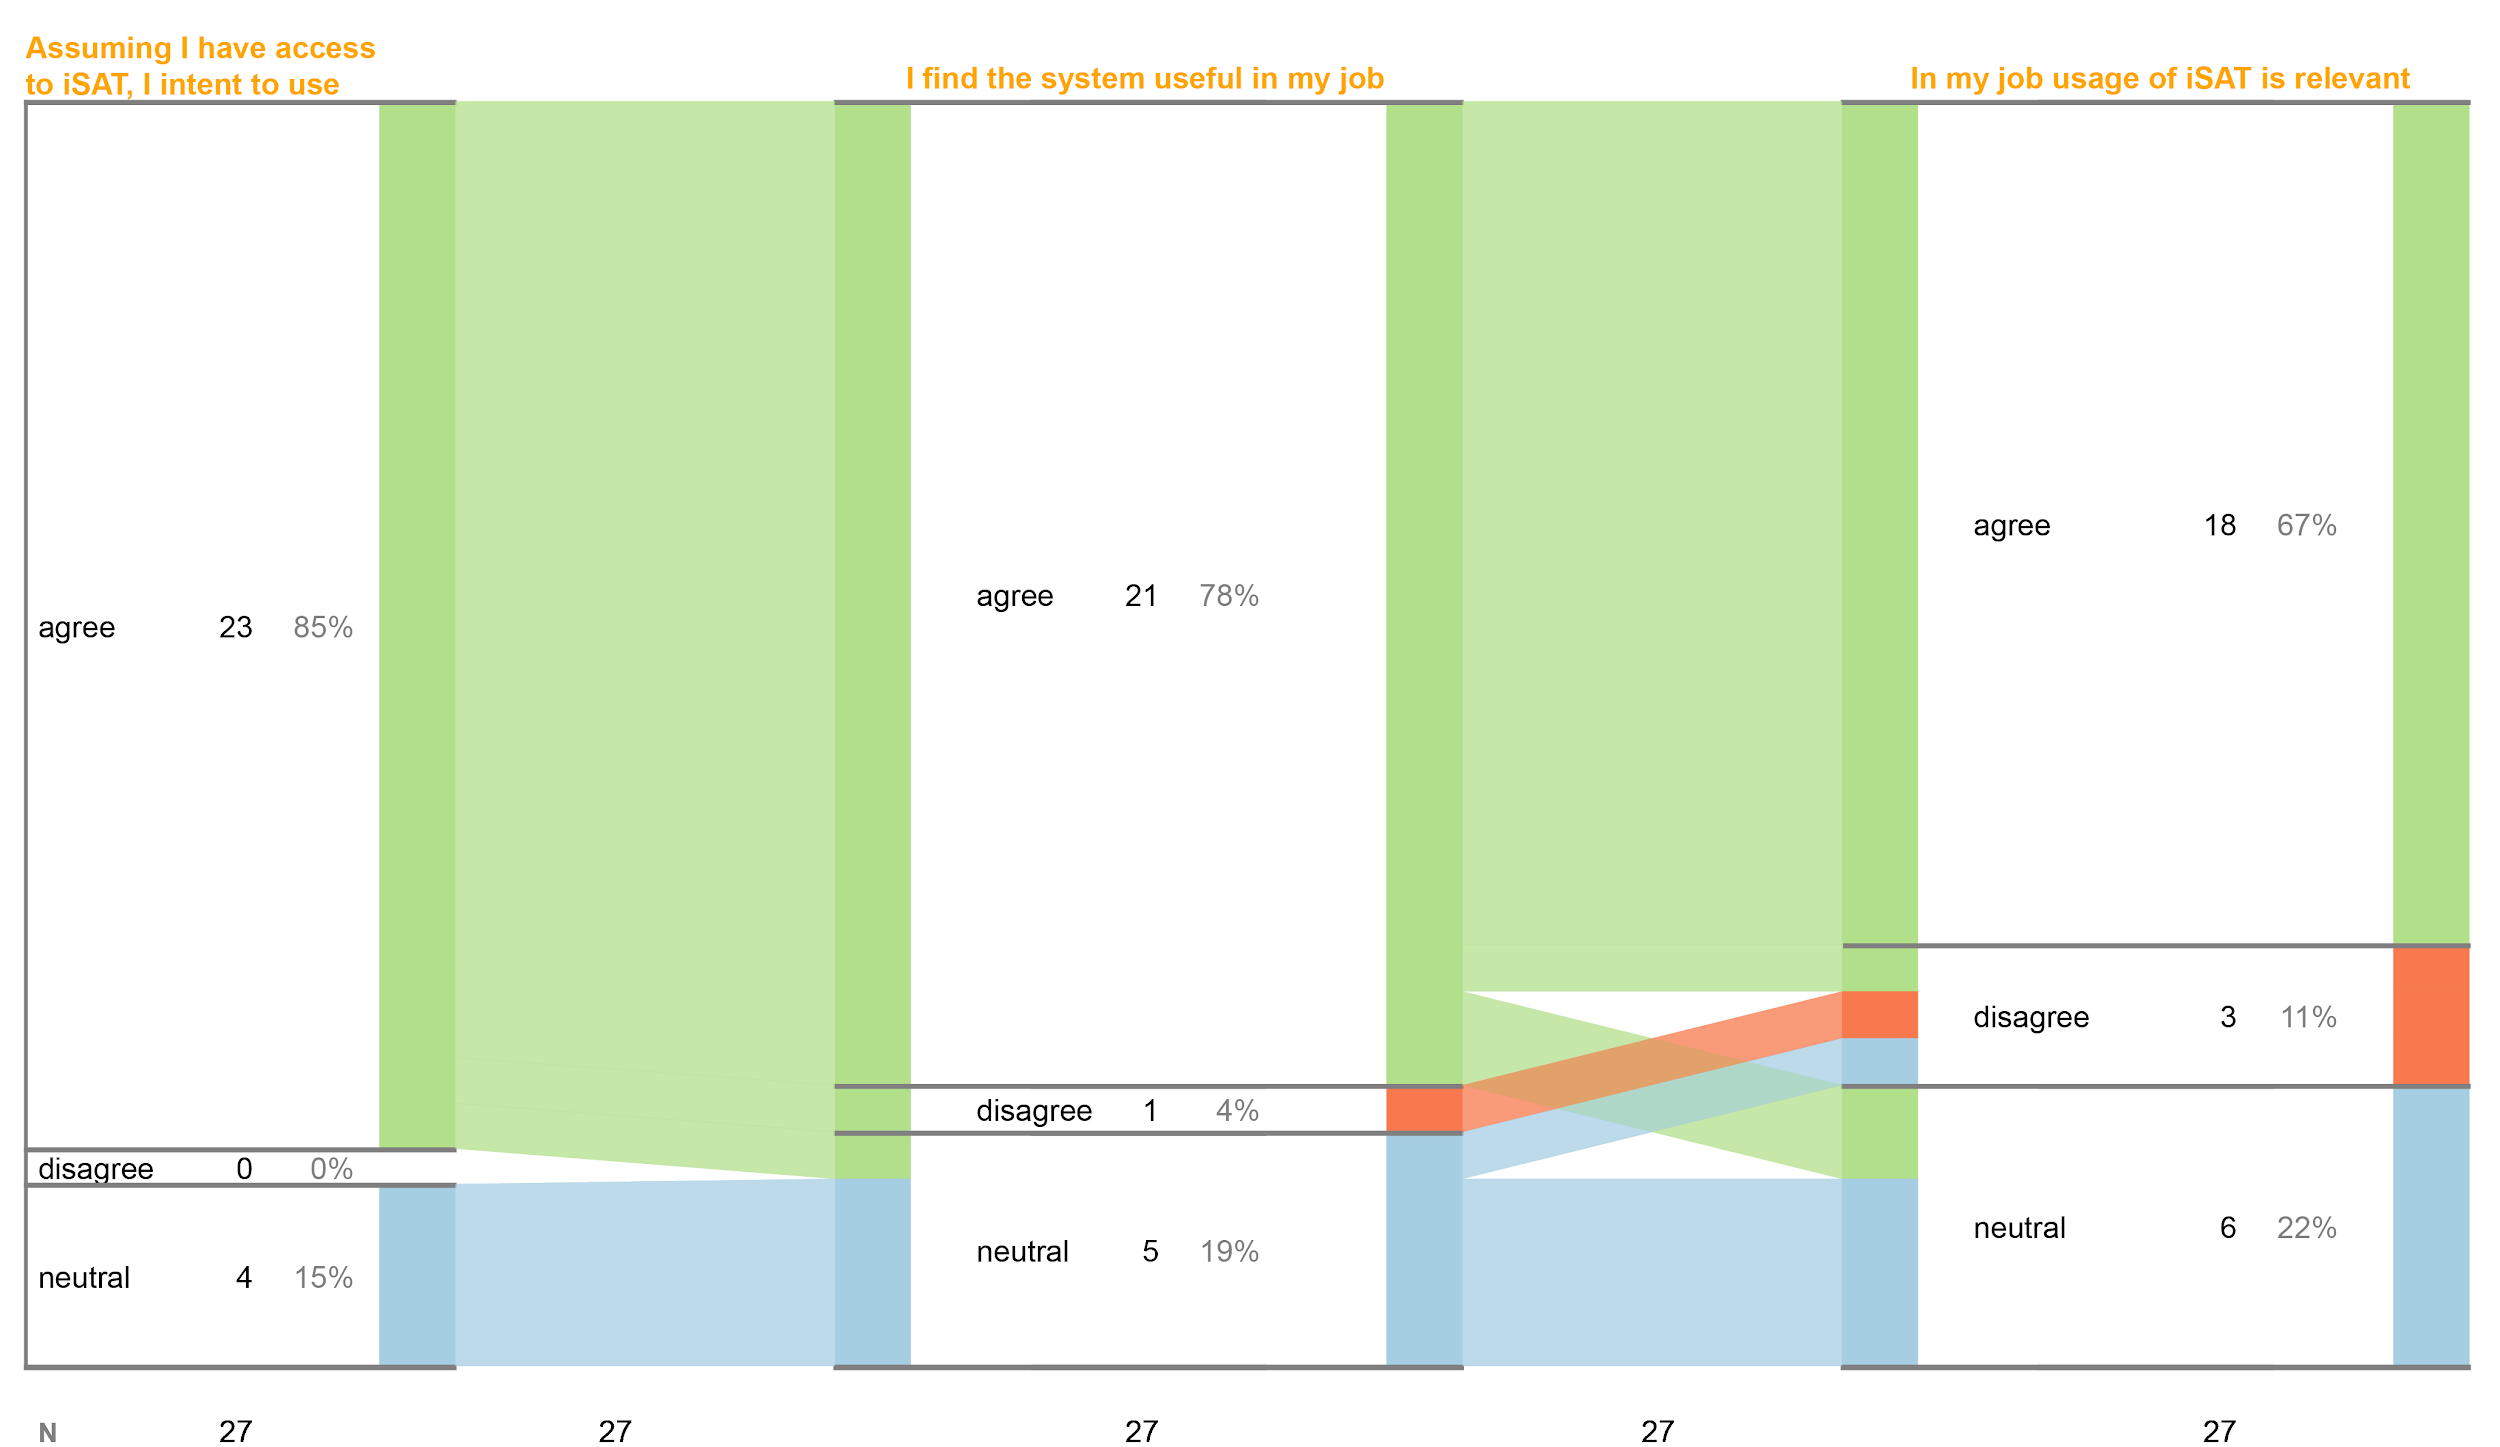 Assuming I have access
to iSAT, I intent to use
I find the system useful in my job
In my job usage of iSAT is relevant
agree 23 85%
disagree 0 0%
neutral 4 15%
agree 21 78%
disagree 1 4%
neutral 5 19%
agree 18 67%
disagree 3 11%
neutral 6 22%
N 27 27 27 27 27